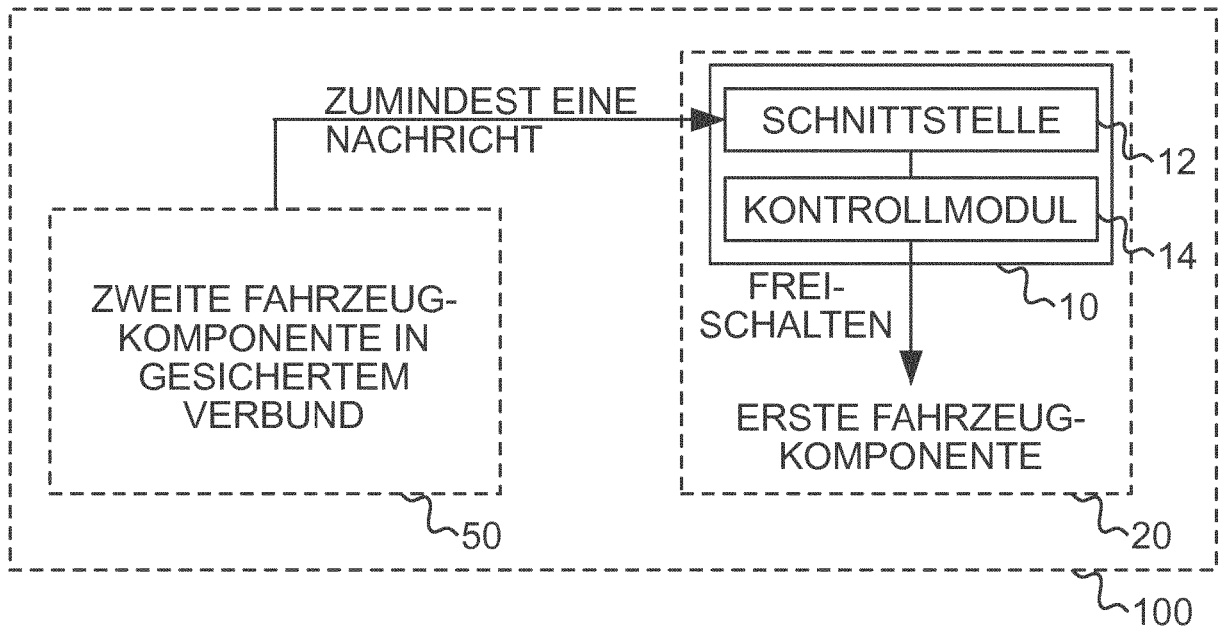 ZUMINDEST EINE
NACHRICHT
SCHNITTSTELLE
12
KONTROLLMODUL
14
10
FREI-
SCHALTEN
ZWEITE FAHRZEUG-
KOMPONENTE IN
GESICHERTEM
VERBUND
50
ERSTE FAHRZEUG-
KOMPONENTE
20
100